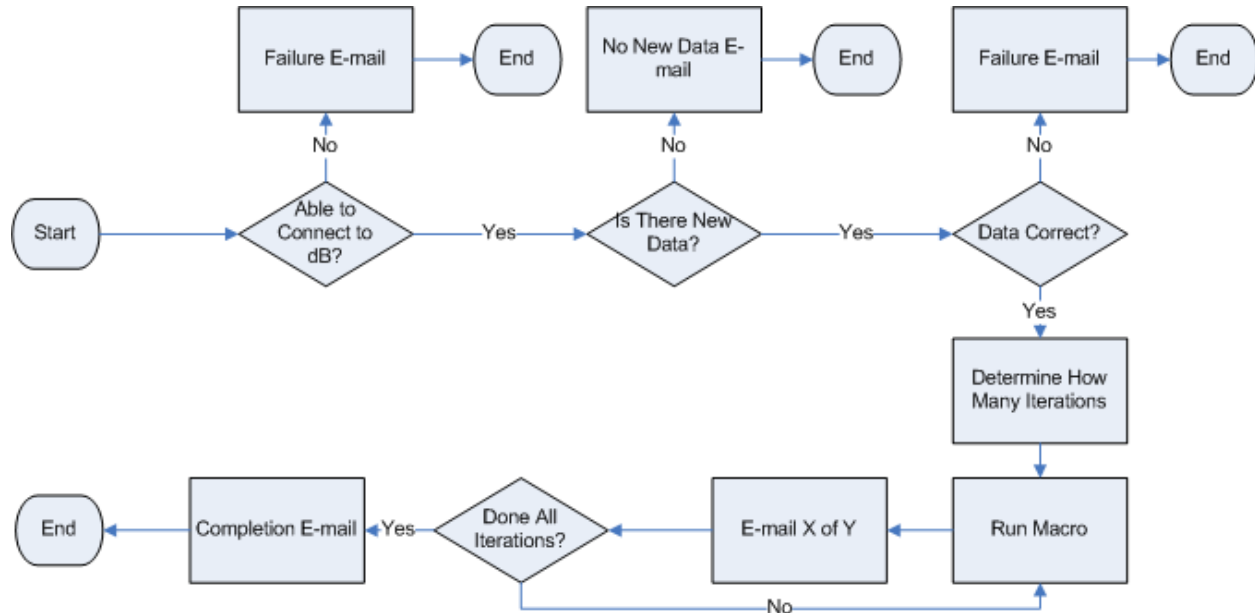 Failure E-mail
End
No New Data E-
mail
End
Failure E-mail
End
No
No
No
Start
Able to
Connect to
dB?
Yes
Is There New
Data?
Yes
Data Correct?
Yes
Determine How
Many Iterations
End
Completion E-mail
Yes
Done All
Iterations?
E-mail X of Y
Run Macro
No